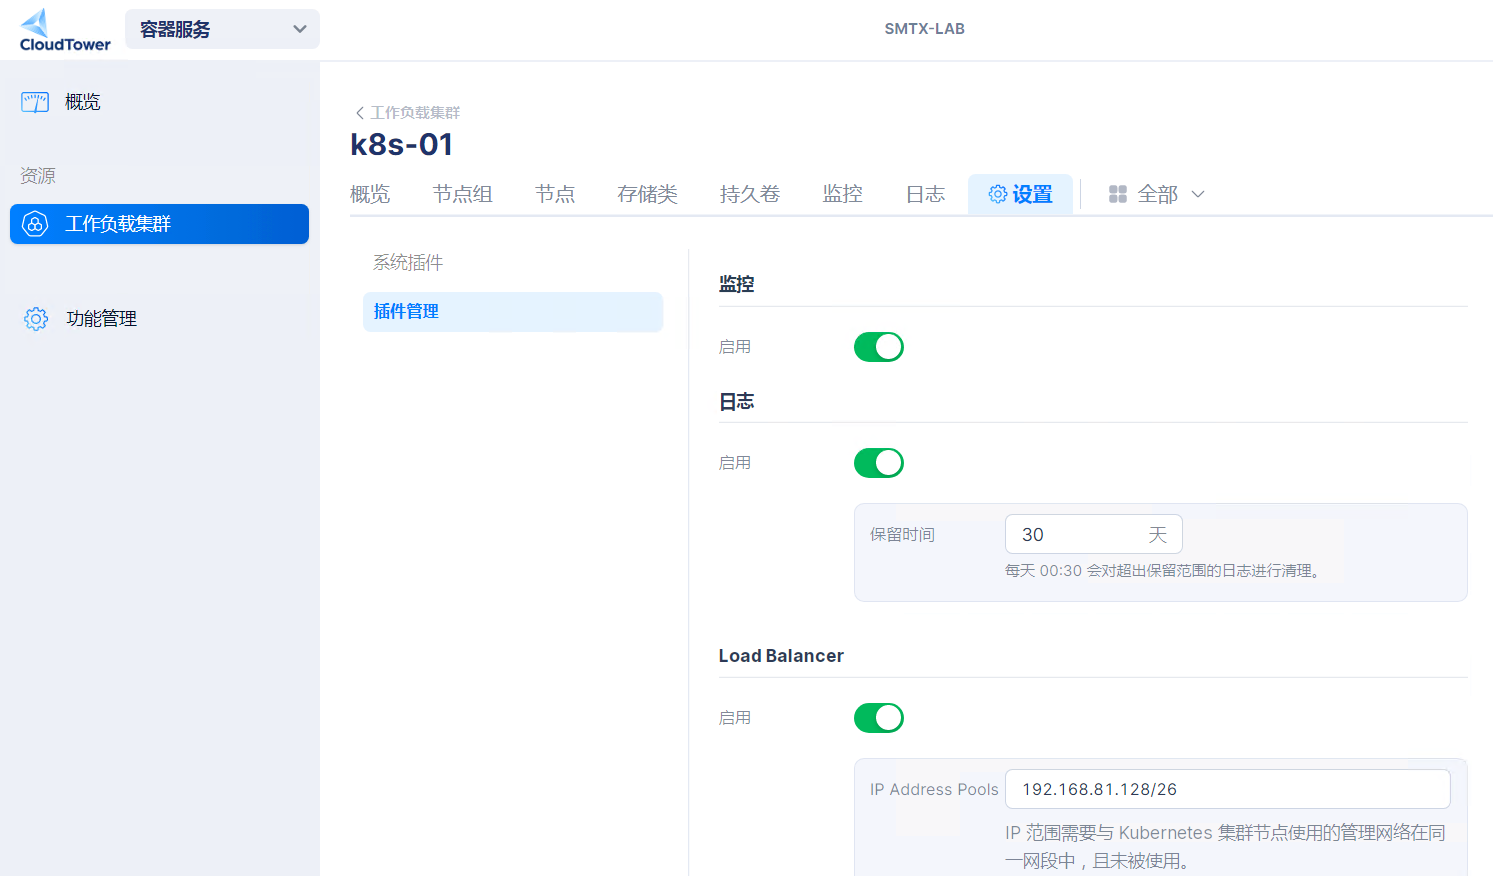 CloudTower
容器服务
SMTX-LAB
概览
资源
工作负载集群
功能管理
工作负载集群
k8s-01
概览 节点组 节点 存储类 持久卷 监控 日志 设置 全部
系统插件
插件管理
监控
启用
日志
启用
保留时间 30 天
每天 00:30 会对超出保留范围的日志进行清理。
Load Balancer
启用
IP Address Pools 192.168.81.128/26
IP 范围需要与 Kubernetes 集群节点使用的管理网络在同
一网段中，且未被使用。